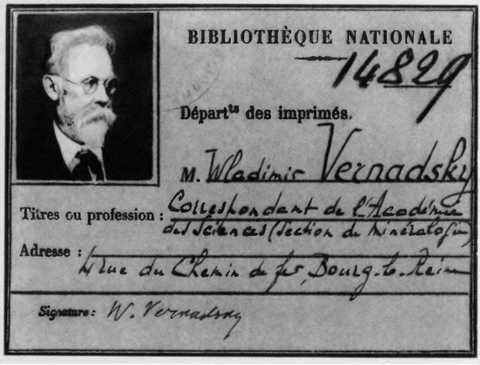 BIBLIOTHÈQUE NATIONALE
14829
Départts des imprimés.
M. Wladimir Vernadsky
Titres ou profession : Correspondant de l'Académie
des Sciences (section de minéralogie)
Adresse : 4 rue du Chemin de fer, Bourg-la-Reine
Signature : W. Vernadsky